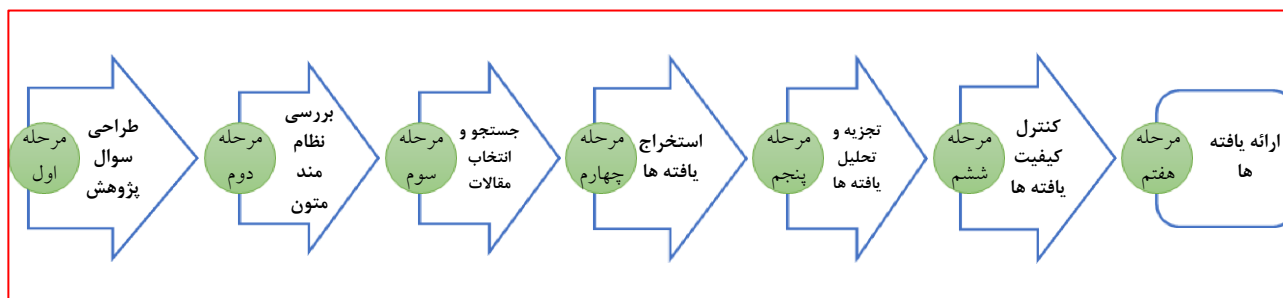 مرحله
اول
طراحی
سوال
پژوهش
مرحله
دوم
بررسی
نظام
مند
متون
مرحله
سوم
جستجو و
انتخاب
مقالات
مرحله
چهارم
استخراج
یافته ها
مرحله
پنجم
تجزیه و
تحلیل
یافته ها
مرحله
ششم
کنترل
کیفیت
یافته ها
مرحله
هفتم
ارائه یافته
ها